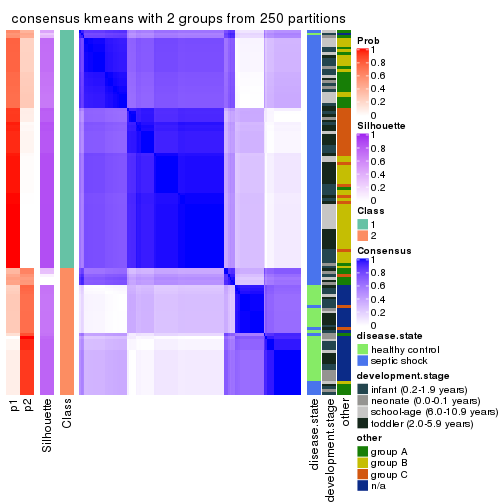 consensus kmeans with 2 groups from 250 partitions
Prob
1
0.8
0.6
0.4
0.2
0
Silhouette
1
0.8
0.6
0.4
0.2
0
Class
1
2
Consensus
1
0.8
0.6
0.4
0.2
0
disease.state
healthy control
septic shock
development.stage
infant (0.2-1.9 years)
neonate (0.0-0.1 years)
school-age (6.0-10.9 years)
toddler (2.0-5.9 years)
other
group A
group B
group C
n/a
p1
p2
Silhouette
Class
disease.state
development.stage
other